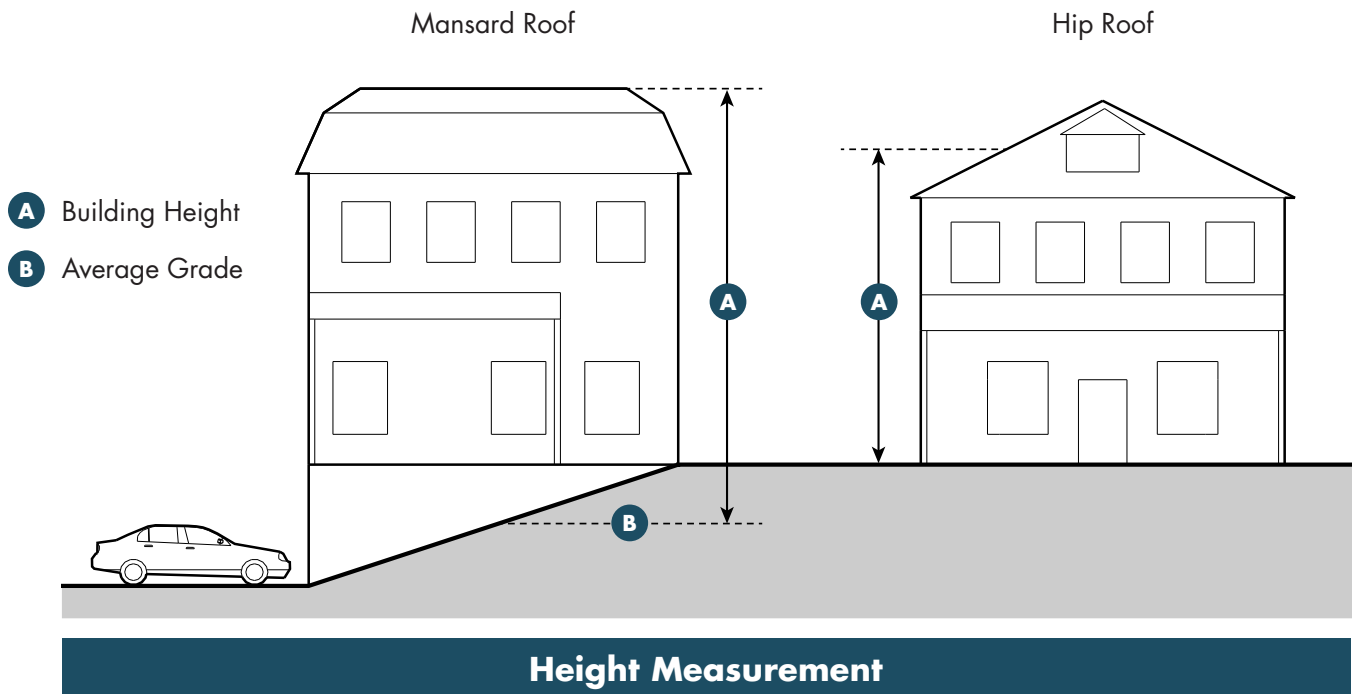 Mansard Roof
Hip Roof
A Building Height
B Average Grade
A
A
B
Height Measurement